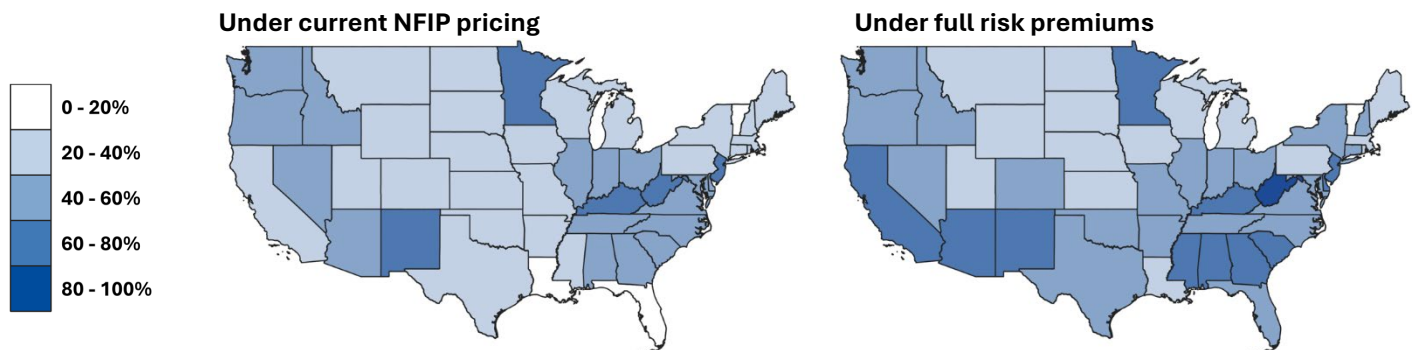 Under current NFIP pricing
Under full risk premiums
0 - 20%
20 - 40%
40 - 60%
60 - 80%
80 - 100%